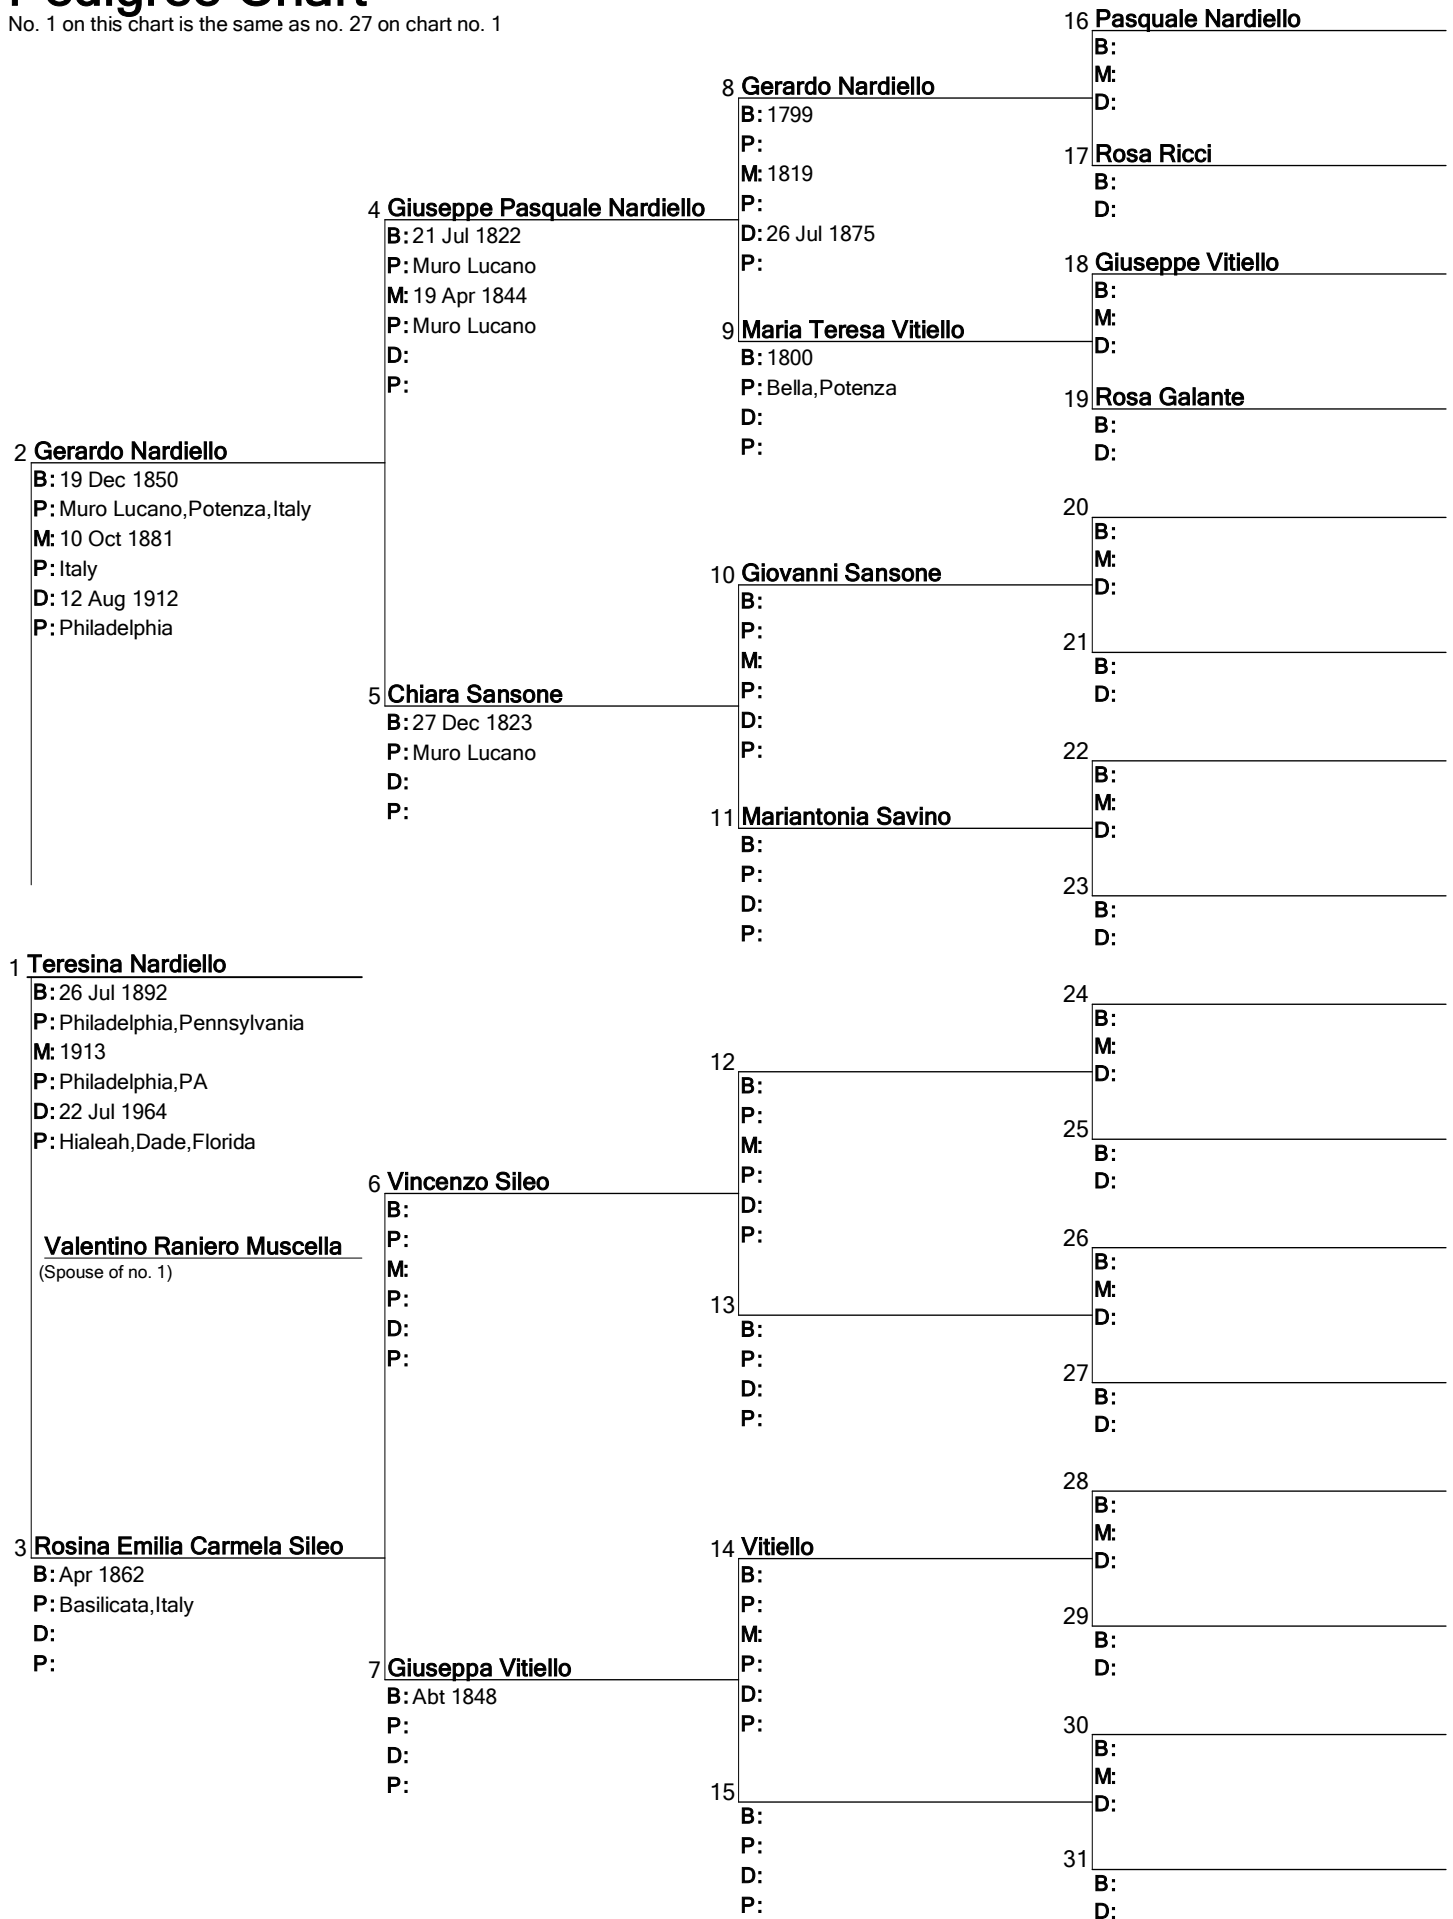 Pedigree Chart
No. 1 on this chart is the same as no. 27 on chart no. 1
2 Gerardo Nardiello
B: 19 Dec 1850
P: Muro Lucano,Potenza,Italy
M: 10 Oct 1881
P: Italy
D: 12 Aug 1912
P: Philadelphia
1 Teresina Nardiello
B: 26 Jul 1892
P: Philadelphia,Pennsylvania
M: 1913
P: Philadelphia,PA
D: 22 Jul 1964
P: Hialeah,Dade,Florida
Valentino Raniero Muscella
(Spouse of no. 1)
3 Rosina Emilia Carmela Sileo
B: Apr 1862
P: Basilicata,Italy
D:
P:
4 Giuseppe Pasquale Nardiello
B: 21 Jul 1822
P: Muro Lucano
M: 19 Apr 1844
P: Muro Lucano
D:
P:
5 Chiara Sansone
B: 27 Dec 1823
P: Muro Lucano
D:
P:
6 Vincenzo Sileo
B:
P:
M:
P:
D:
P:
7 Giuseppa Vitiello
B: Abt 1848
P:
D:
P:
8 Gerardo Nardiello
B: 1799
P:
M: 1819
P:
D: 26 Jul 1875
P:
9 Maria Teresa Vitiello
B: 1800
P: Bella,Potenza
D:
P:
10 Giovanni Sansone
B:
P:
M:
P:
D:
P:
11 Mariantonia Savino
B:
P:
D:
P:
12
B:
P:
M:
P:
D:
P:
13
B:
P:
D:
P:
14 Vitiello
B:
P:
M:
P:
D:
P:
15
B:
P:
D:
P:
16 Pasquale Nardiello
B:
M:
D:
17 Rosa Ricci
B:
D:
18 Giuseppe Vitiello
B:
M:
D:
19 Rosa Galante
B:
D:
20
B:
M:
D:
21
B:
D:
22
B:
M:
D:
23
B:
D:
24
B:
M:
D:
25
B:
D:
26
B:
M:
D:
27
B:
D:
28
B:
M:
D:
29
B:
D:
30
B:
M:
D:
31
B:
D: